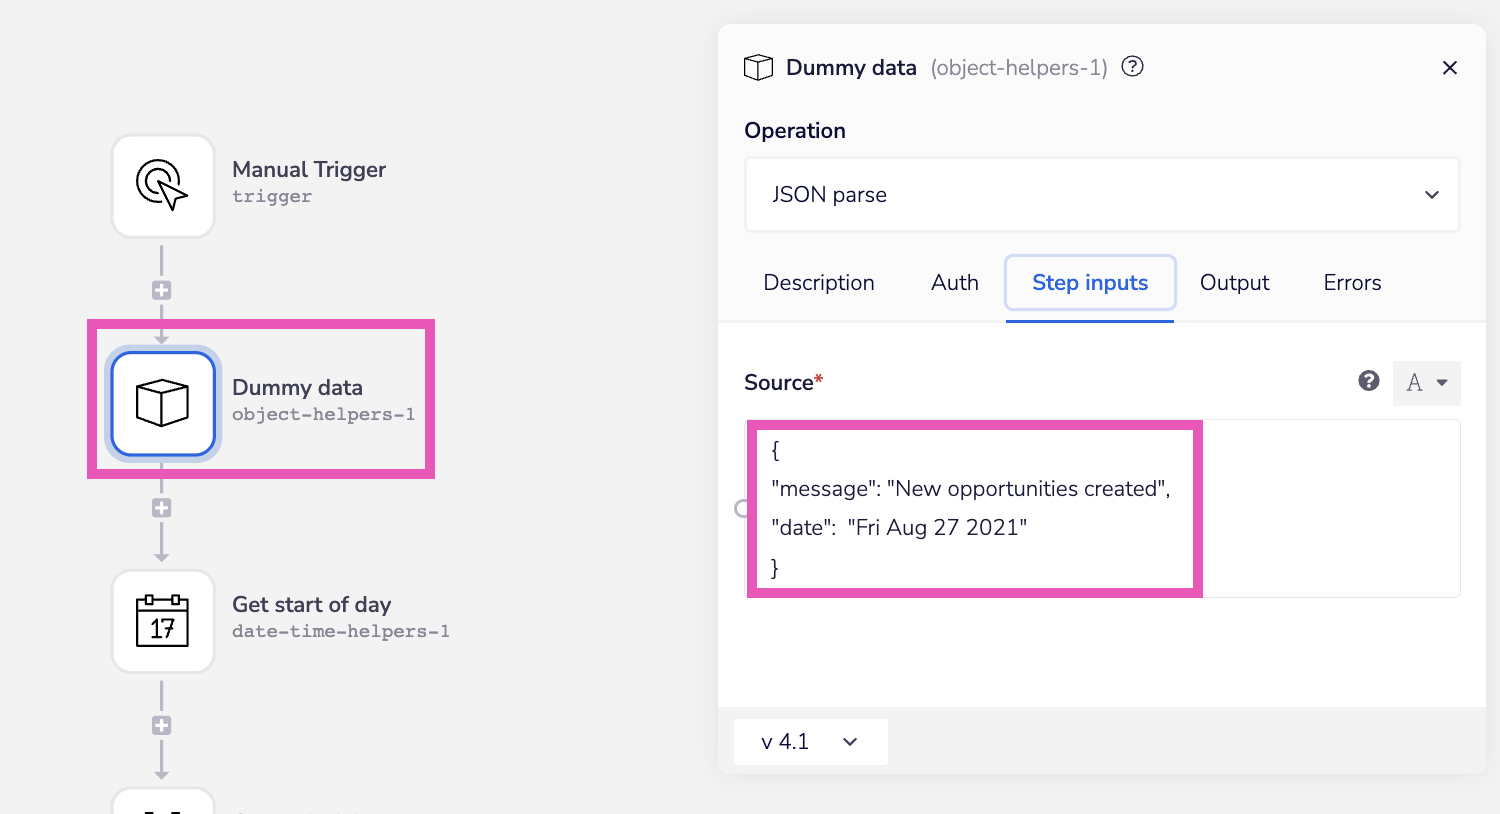 Manual Trigger
trigger
Dummy data
object-helpers-1
Get start of day
17
date-time-helpers-1
Dummy data (object-helpers-1) ?
Operation
JSON parse
Description Auth Step inputs Output Errors
Source* ? A
{
"message": "New opportunities created",
"date": "Fri Aug 27 2021"
}
v 4.1